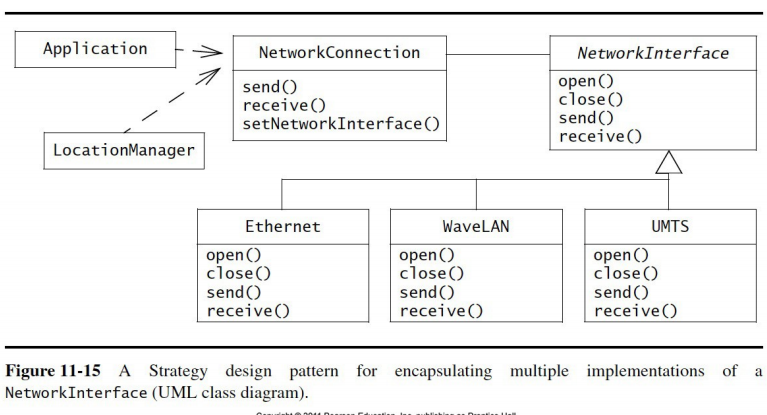 Application
NetworkConnection
send()
receive()
setNetworkInterface()
NetworkInterface
open()
close()
send()
receive()
LocationManager
Ethernet
open()
close()
send()
receive()
WaveLAN
open()
close()
send()
receive()
UMTS
open()
close()
send()
receive()
Figure 11-15 A Strategy design pattern for encapsulating multiple implementations of a
NetworkInterface (UML class diagram).
Copyright © 2011 Pearson Education, Inc. publishing as Prentice Hall